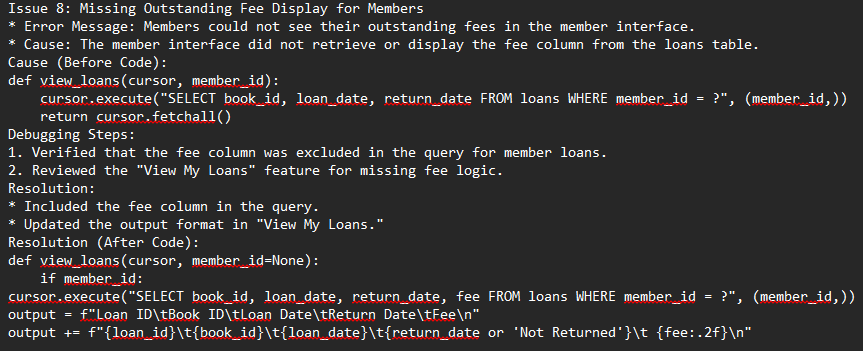 Issue 8: Missing Outstanding Fee Display for Members
* Error Message: Members could not see their outstanding fees in the member interface.
* Cause: The member interface did not retrieve or display the fee column from the loans table.
Cause (Before Code):
def view_loans(cursor, member_id):
    cursor.execute("SELECT book_id, loan_date, return_date FROM loans WHERE member_id = ?", (member_id,))
    return cursor.fetchall()
Debugging Steps:
1. Verified that the fee column was excluded in the query for member loans.
2. Reviewed the "View My Loans" feature for missing fee logic.
Resolution:
* Included the fee column in the query.
* Updated the output format in "View My Loans."
Resolution (After Code):
def view_loans(cursor, member_id=None):
    if member_id:
cursor.execute("SELECT book_id, loan_date, return_date, fee FROM loans WHERE member_id = ?", (member_id,))
output = f"Loan ID\tBook ID\tLoan Date\tReturn Date\tFee\n"
output += f"{loan_id}\t{book_id}\t{loan_date}\t{return_date or 'Not Returned'}\t {fee:.2f}\n"